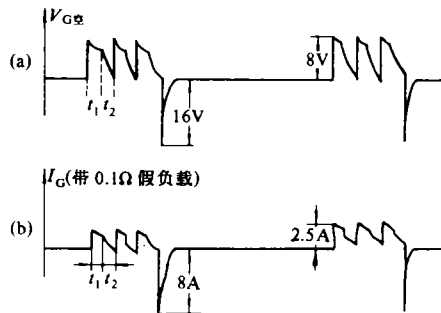 V_G空
(a)
8V
t₁ t₂
16V
I_G(带 0.1Ω 假负载)
(b)
2.5A
t₁ t₂
8A